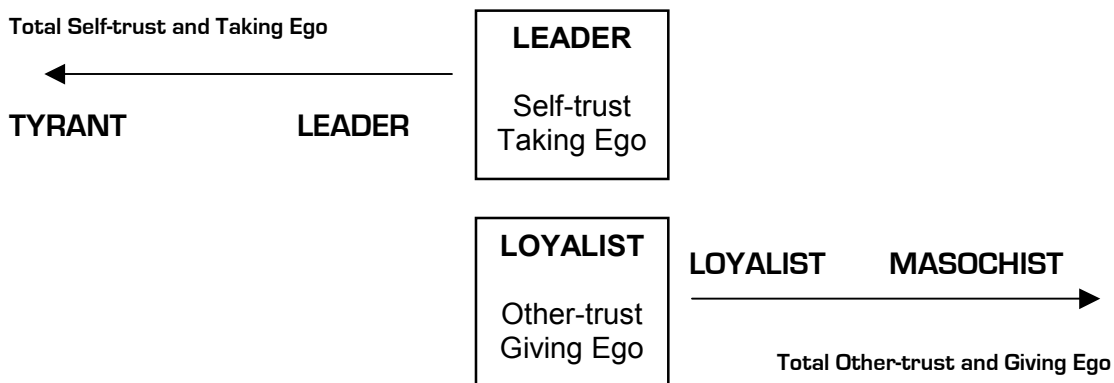 Total Self-trust and Taking Ego
TYRANT LEADER
LEADER
Self-trust
Taking Ego
LOYALIST
Other-trust
Giving Ego
LOYALIST MASOCHIST
Total Other-trust and Giving Ego